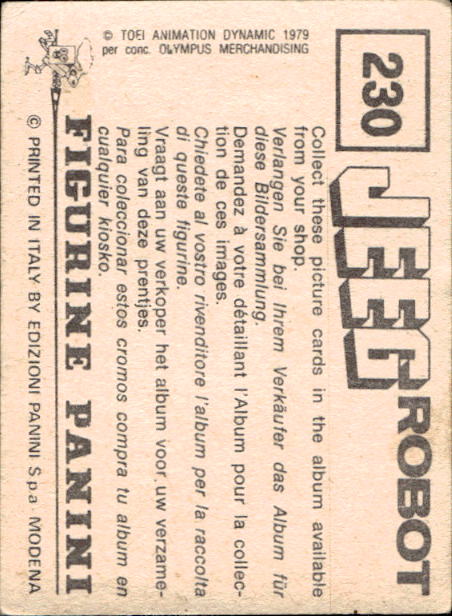 © TOEI ANIMATION DYNAMIC 1979
per conc. OLYMPUS MERCHANDISING
230
JEEG ROBOT
Collect these picture cards in the album available
from your shop.
Verlangen Sie bei Ihrem Verkäufer das Album für
diese Bildersammlung.
Demandez à votre détaillant l'Album pour la collec-
tion de ces images.
Chiedete al vostro rivenditore l'album per la raccolta
di questa figurine.
Vraagt aan uw verkoper het album voor uw verzame-
ling van deze prentjes.
Para coleccionar estos cromos compra tu album en
cualquier kiosko.
FIGURINE PANINI
© PRINTED IN ITALY BY EDIZIONI PANINI S.p.a - MODENA